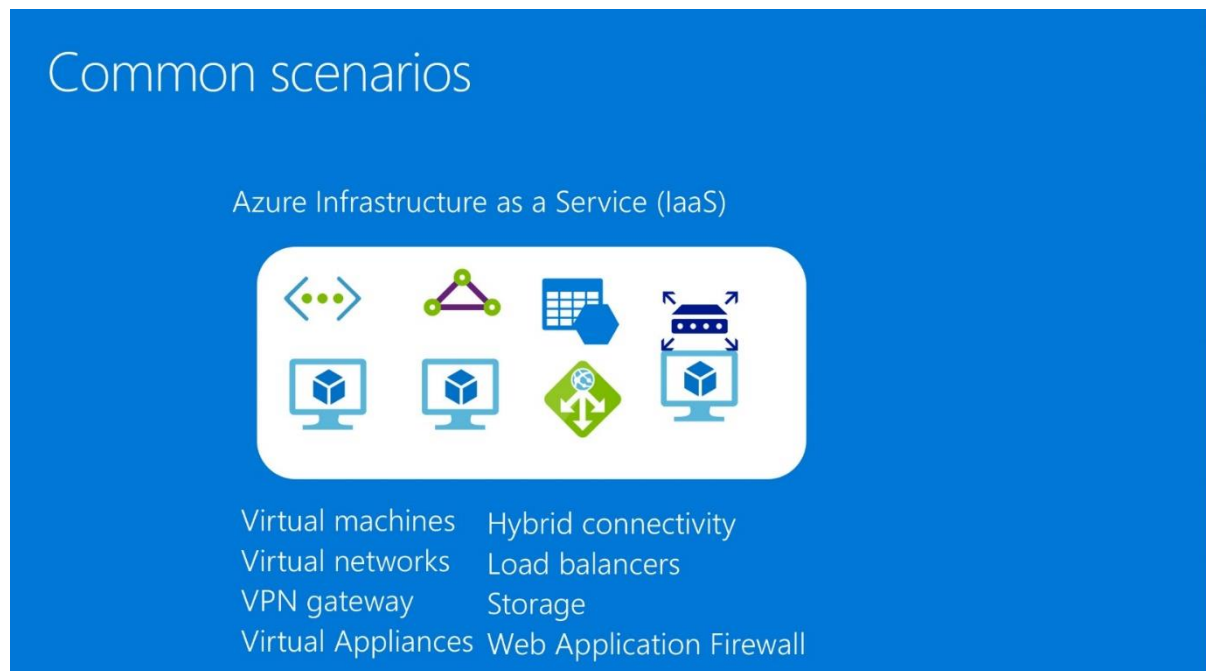 Common scenarios
Azure Infrastructure as a Service (IaaS)
Virtual machines
Virtual networks
VPN gateway
Virtual Appliances
Hybrid connectivity
Load balancers
Storage
Web Application Firewall